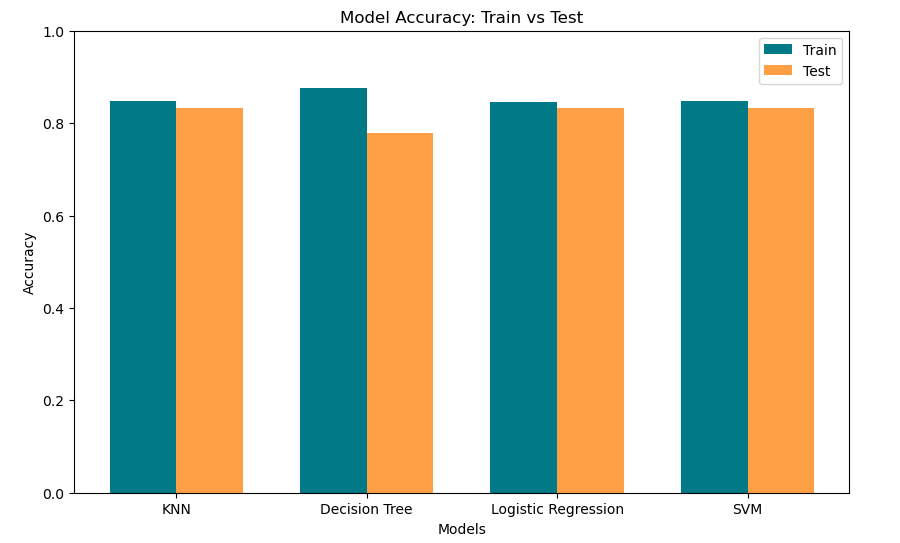 Model Accuracy: Train vs Test
Train
Test
1.0
0.8
0.6
0.4
0.2
0.0
Accuracy
KNN
Decision Tree
Logistic Regression
SVM
Models